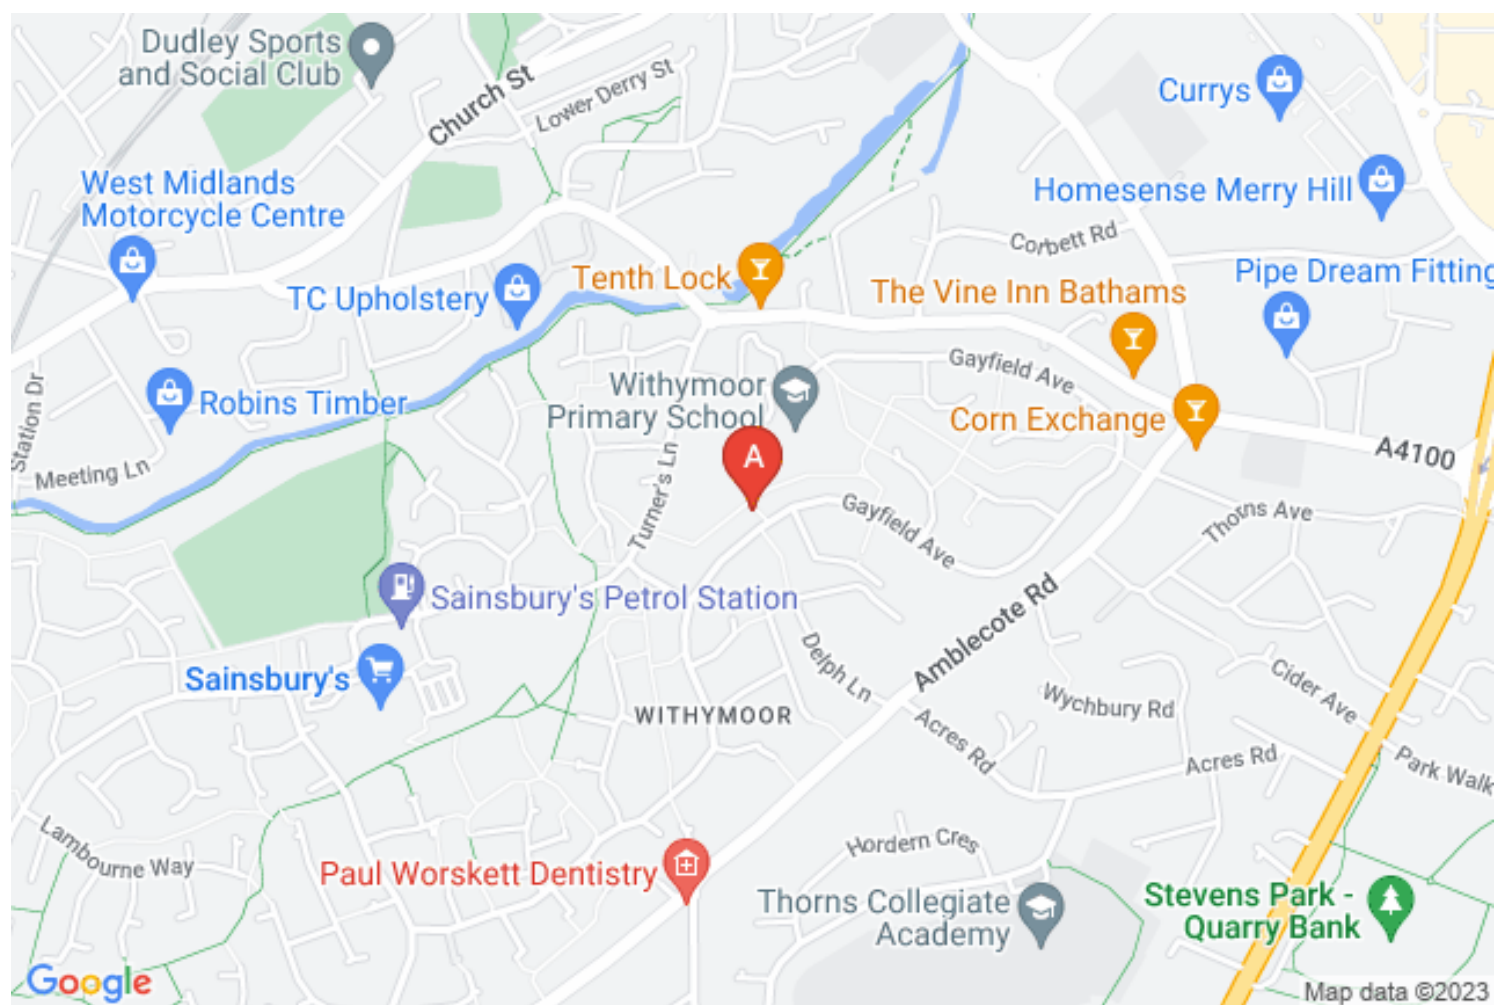 Dudley Sports
and Social Club
Church St
Lower Derry St
Currys
West Midlands
Motorcycle Centre
Homesense Merry Hill
Corbett Rd
Pipe Dream Fitting
TC Upholstery
Tenth Lock
The Vine Inn Bathams
Gayfield Ave
Withymoor
Primary School
Station Dr
Robins Timber
Corn Exchange
A4100
Meeting Ln
A
Turner's Ln
Gayfield Ave
Thorns Ave
Sainsbury's Petrol Station
Amblecote Rd
Delph Ln
Sainsbury's
WITHYMOOR
Wychbury Rd
Cider Ave
Acres Rd
Acres Rd
Park Walk
Lambourne Way
Hordern Cres
Paul Worskett Dentistry
Thorns Collegiate
Academy
Stevens Park -
Quarry Bank
Google
Map data ©2023